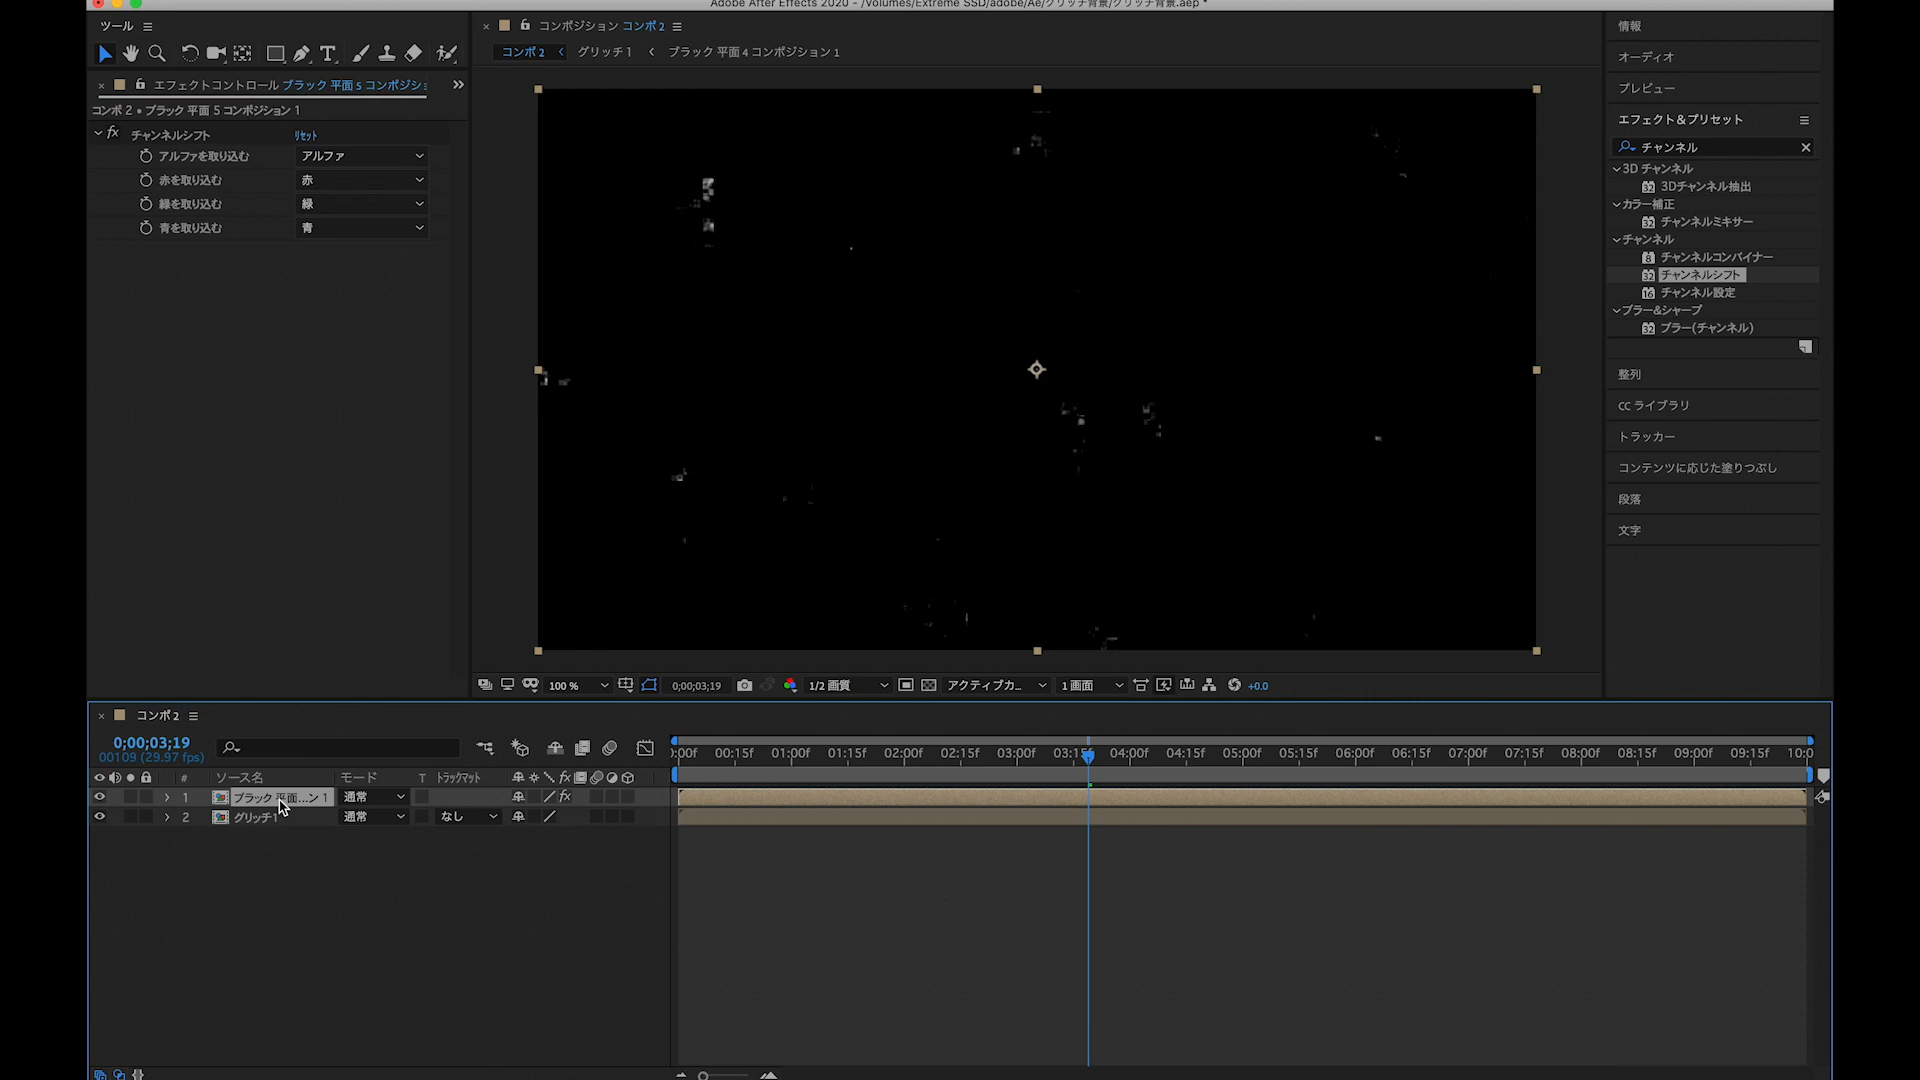 Adobe After Effects 2020 - /Volumes/Extreme SSD/adobe/Ae/グリッチ背景/グリッチ背景.aep *
ツール
エフェクトコントロール ブラック 平面 5 コンポジショ
コンポ 2 • ブラック 平面 5 コンポジション 1
fx チャンネルシフト リセット
アルファを取り込む アルファ
赤を取り込む 赤
緑を取り込む 緑
青を取り込む 青
コンポジション コンポ 2
コンポ 2 グリッチ 1 ブラック 平面 4 コンポジション 1
100 % 0;00;03;19 1/2 画質 アクティブカ... 1 画面 +0.0
情報
オーディオ
プレビュー
エフェクト&プリセット
チャンネル
3D チャンネル
32 3Dチャンネル抽出
カラー補正
32 チャンネルミキサー
チャンネル
8 チャンネルコンバイナー
32 チャンネルシフト
16 チャンネル設定
ブラー&シャープ
32 ブラー(チャンネル)
整列
CC ライブラリ
トラッカー
コンテンツに応じた塗りつぶし
段落
文字
コンポ 2
0;00;03;19
00109 (29.97 fps)
# ソース名 モード T トラックマット fx
1 ブラック 平面...ン 1 通常 fx
2 グリッチ 1 通常 なし
:00f 00:15f 01:00f 01:15f 02:00f 02:15f 03:00f 03:15f 04:00f 04:15f 05:00f 05:15f 06:00f 06:15f 07:00f 07:15f 08:00f 08:15f 09:00f 09:15f 10:0